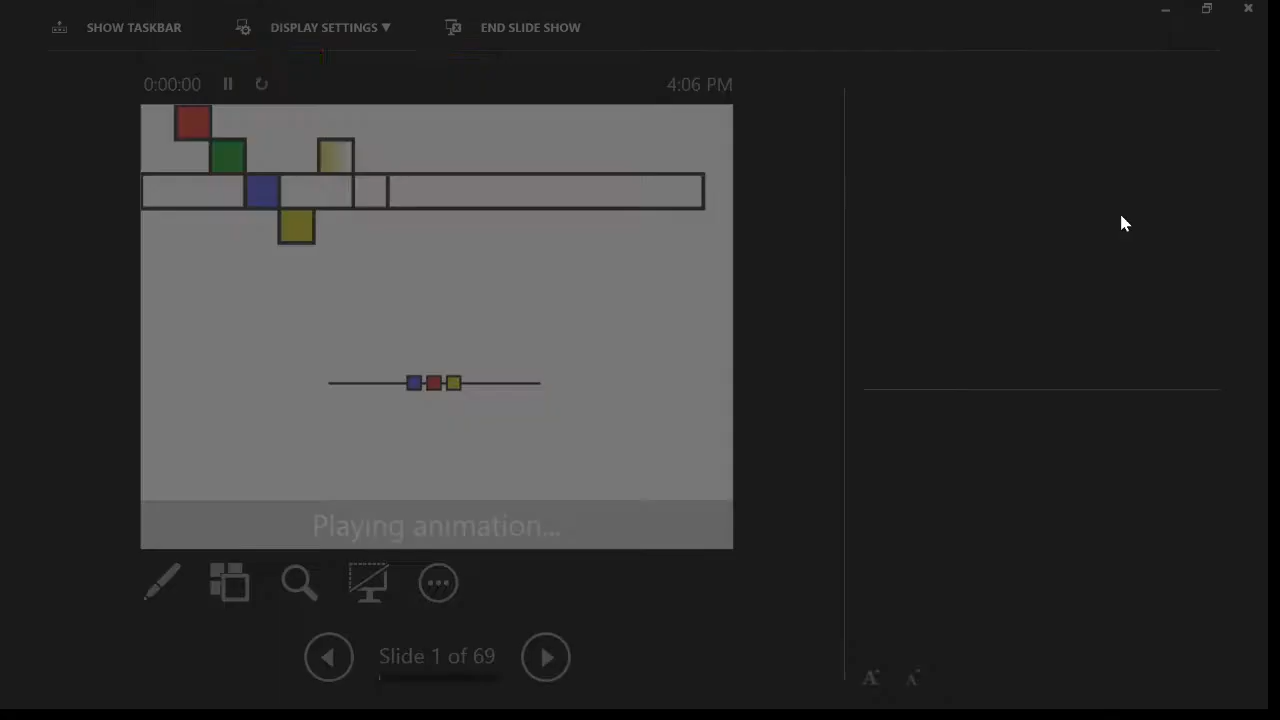 SHOW TASKBAR DISPLAY SETTINGS ▼ END SLIDE SHOW
0:00:00 4:06 PM
Playing animation...
Slide 1 of 69
A A